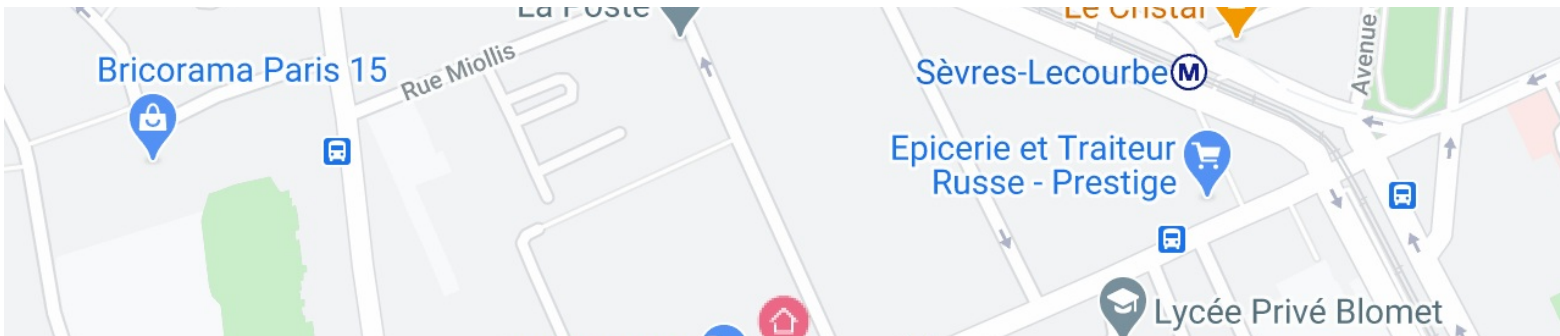 La Poste
Le Cristal
Bricorama Paris 15
Rue Miollis
Sèvres-Lecourbe
M
Avenue
Epicerie et Traiteur
Russe - Prestige
Lycée Privé Blomet